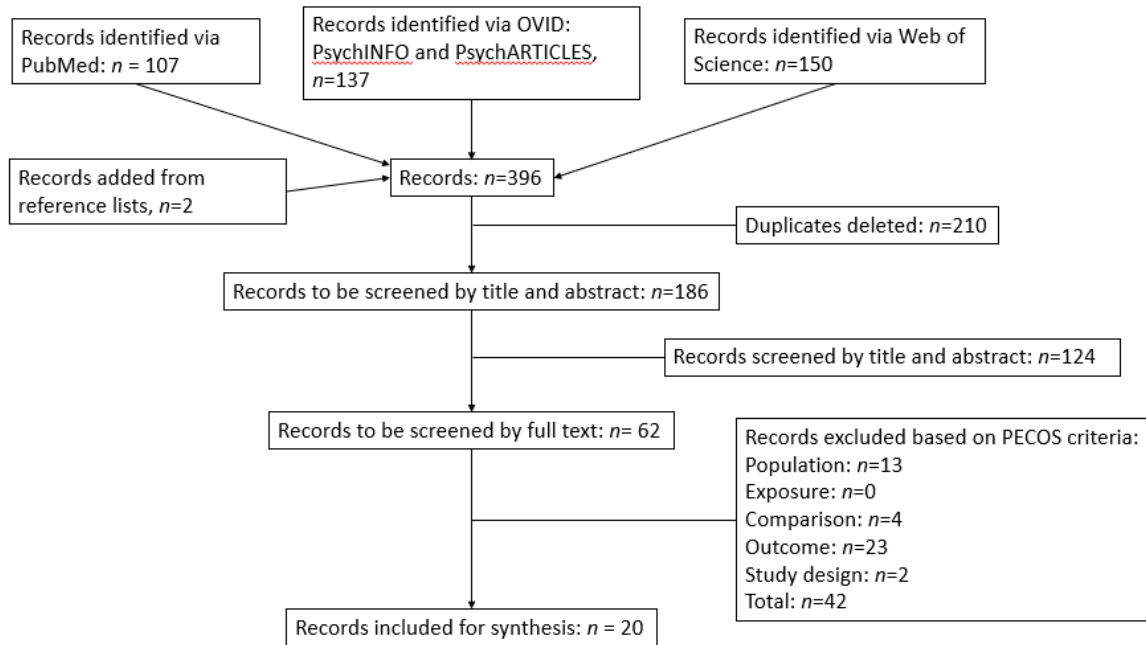 Records identified via
PubMed: n = 107
Records identified via OVID:
PsychINFO and PsychARTICLES,
n=137
Records identified via Web of
Science: n=150
Records added from
reference lists, n=2
Records: n=396
Duplicates deleted: n=210
Records to be screened by title and abstract: n=186
Records screened by title and abstract: n=124
Records to be screened by full text: n= 62
Records excluded based on PECOS criteria:
Population: n=13
Exposure: n=0
Comparison: n=4
Outcome: n=23
Study design: n=2
Total: n=42
Records included for synthesis: n = 20